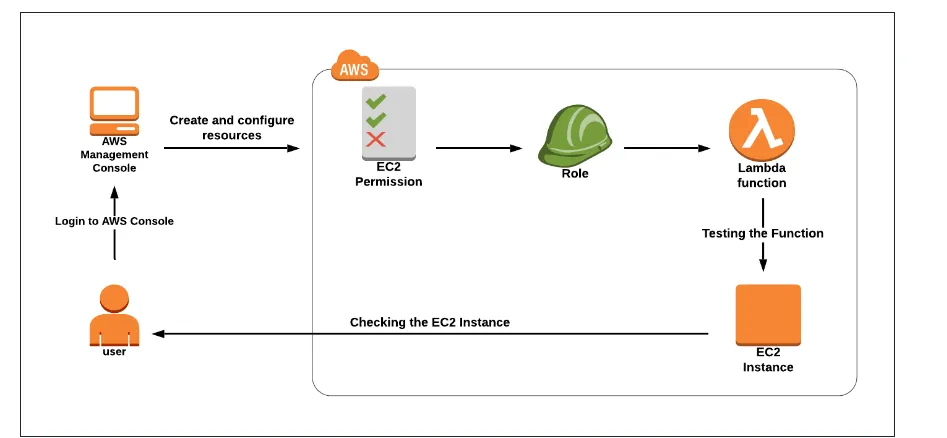 AWS
AWS
Management
Console
Create and configure
resources
EC2
Permission
Role
Lambda
function
Login to AWS Console
Testing the Function
Checking the EC2 Instance
user
EC2
Instance